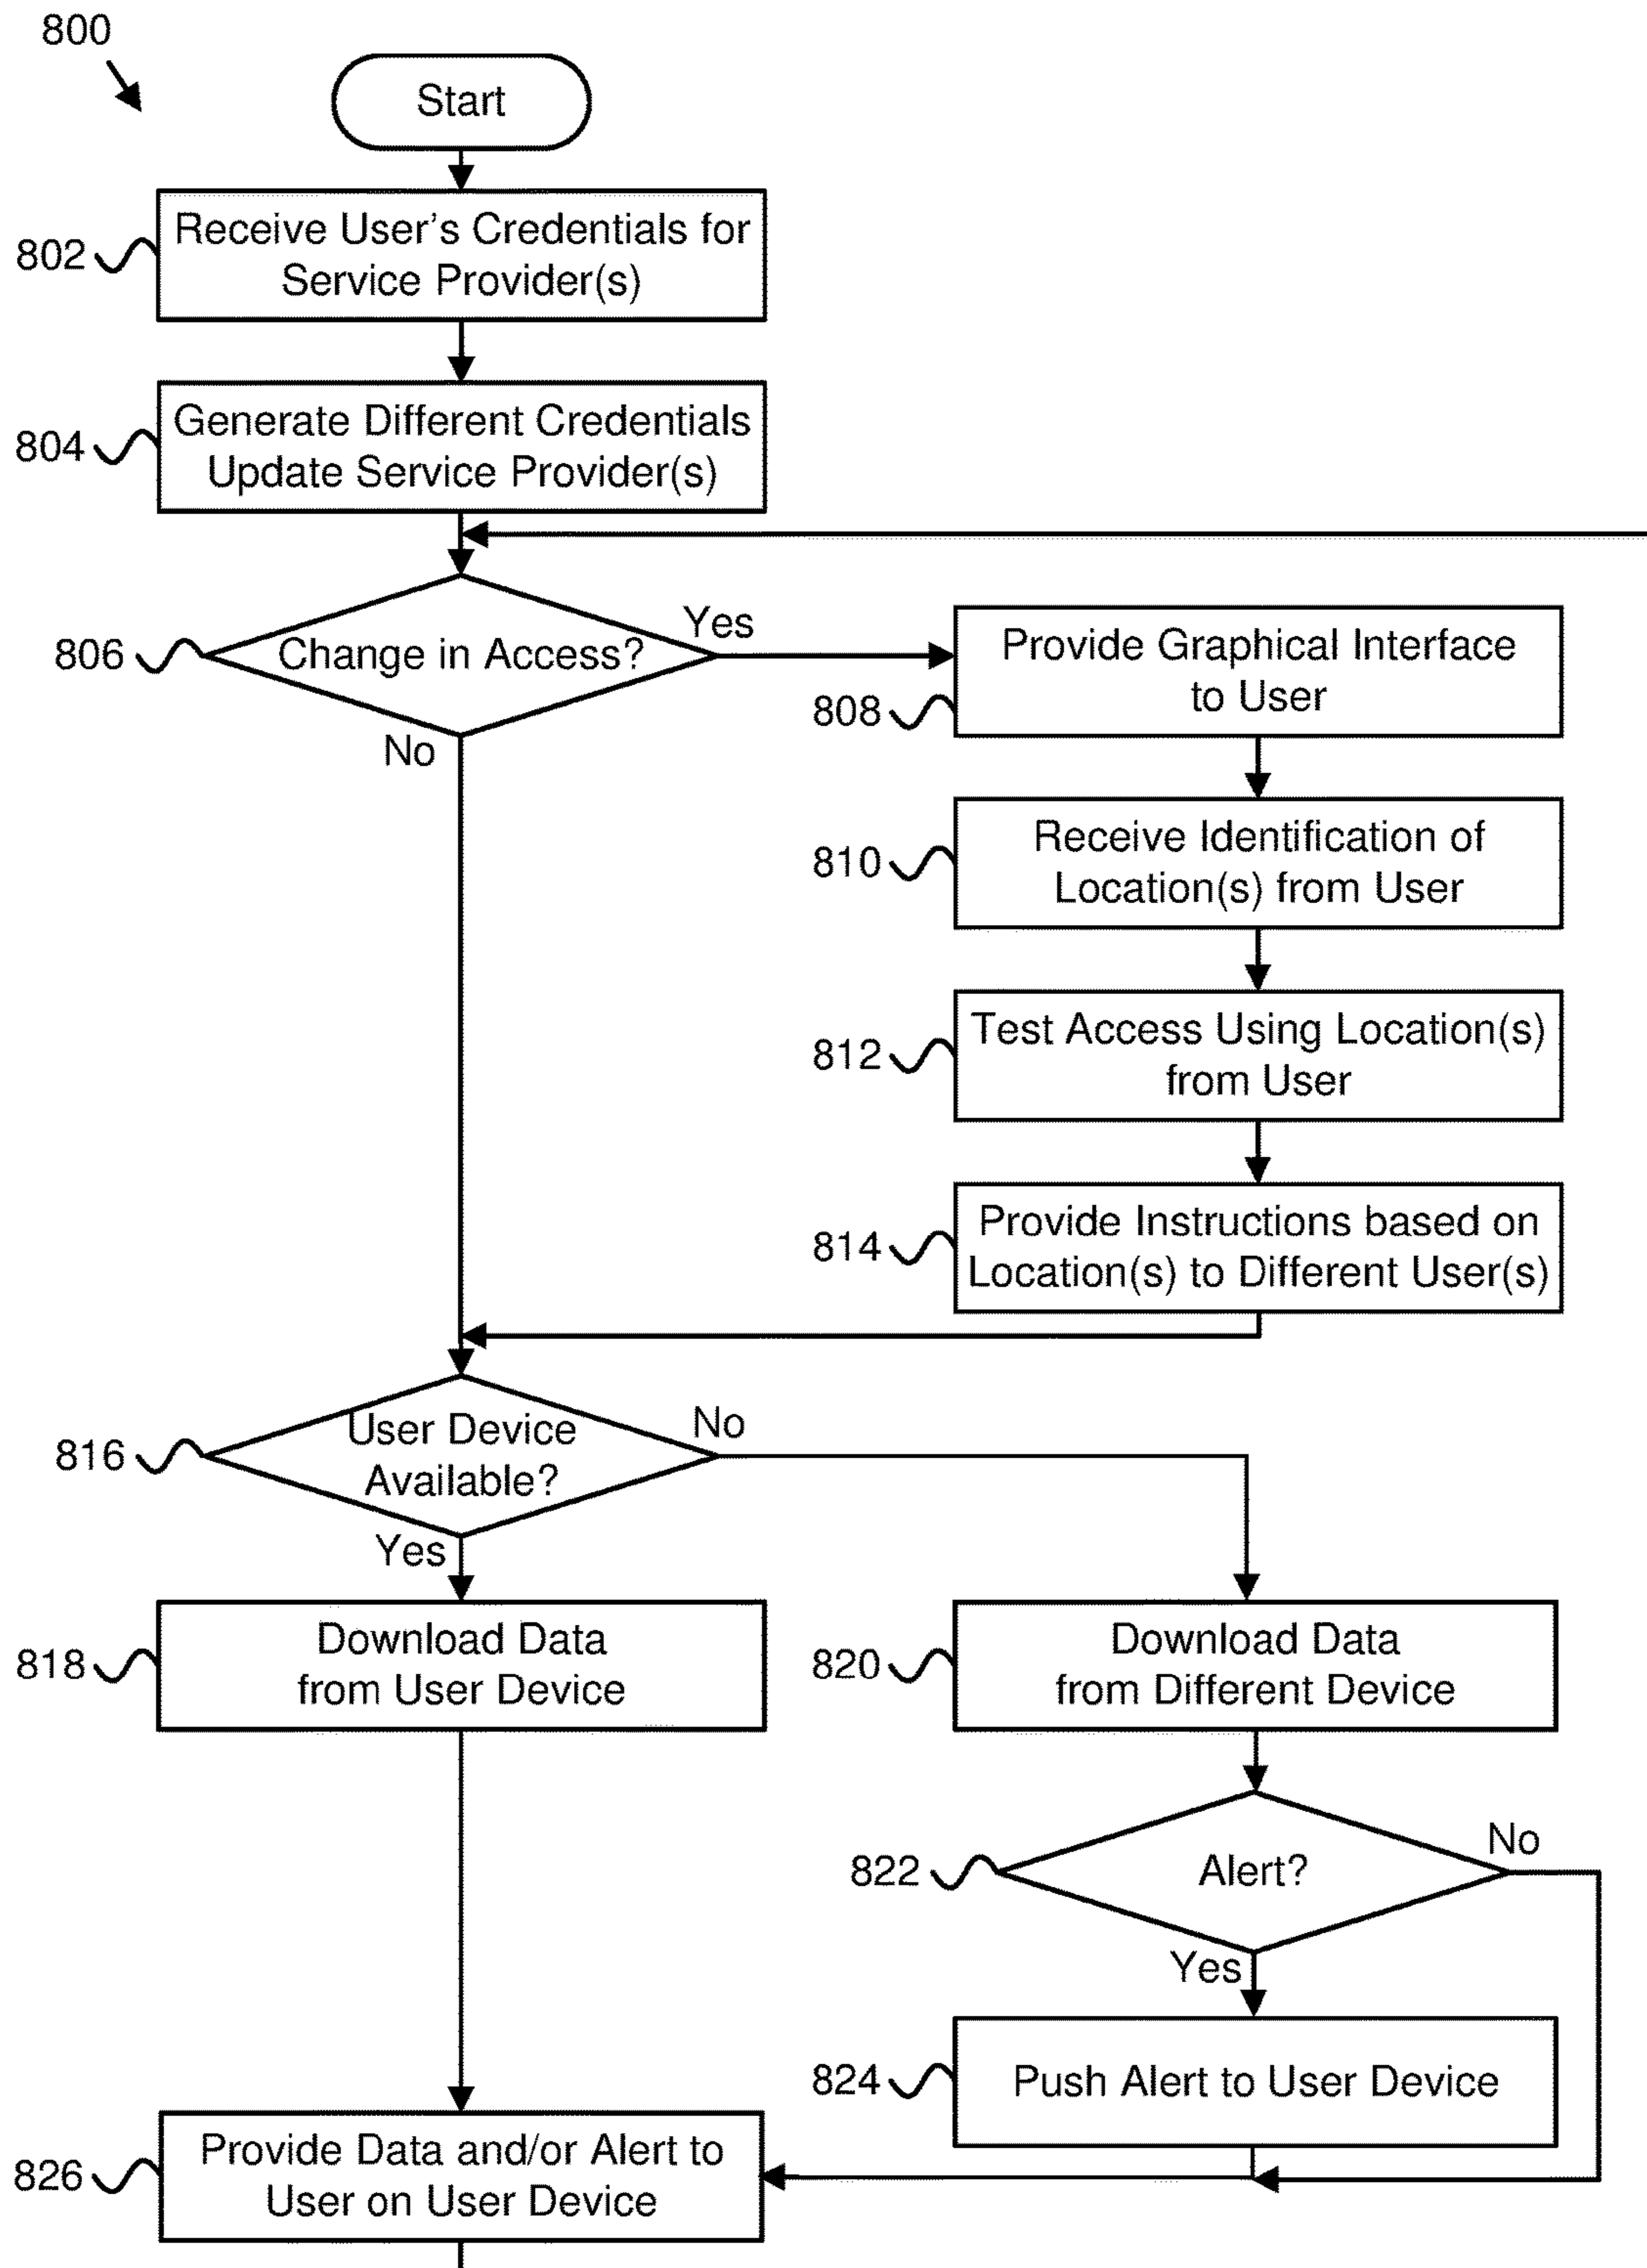 800
Start
802
Receive User's Credentials for
Service Provider(s)
804
Generate Different Credentials
Update Service Provider(s)
806
Change in Access?
Yes
No
808
Provide Graphical Interface
to User
810
Receive Identification of
Location(s) from User
812
Test Access Using Location(s)
from User
814
Provide Instructions based on
Location(s) to Different User(s)
816
User Device
Available?
No
Yes
818
Download Data
from User Device
820
Download Data
from Different Device
822
Alert?
No
Yes
824
Push Alert to User Device
826
Provide Data and/or Alert to
User on User Device